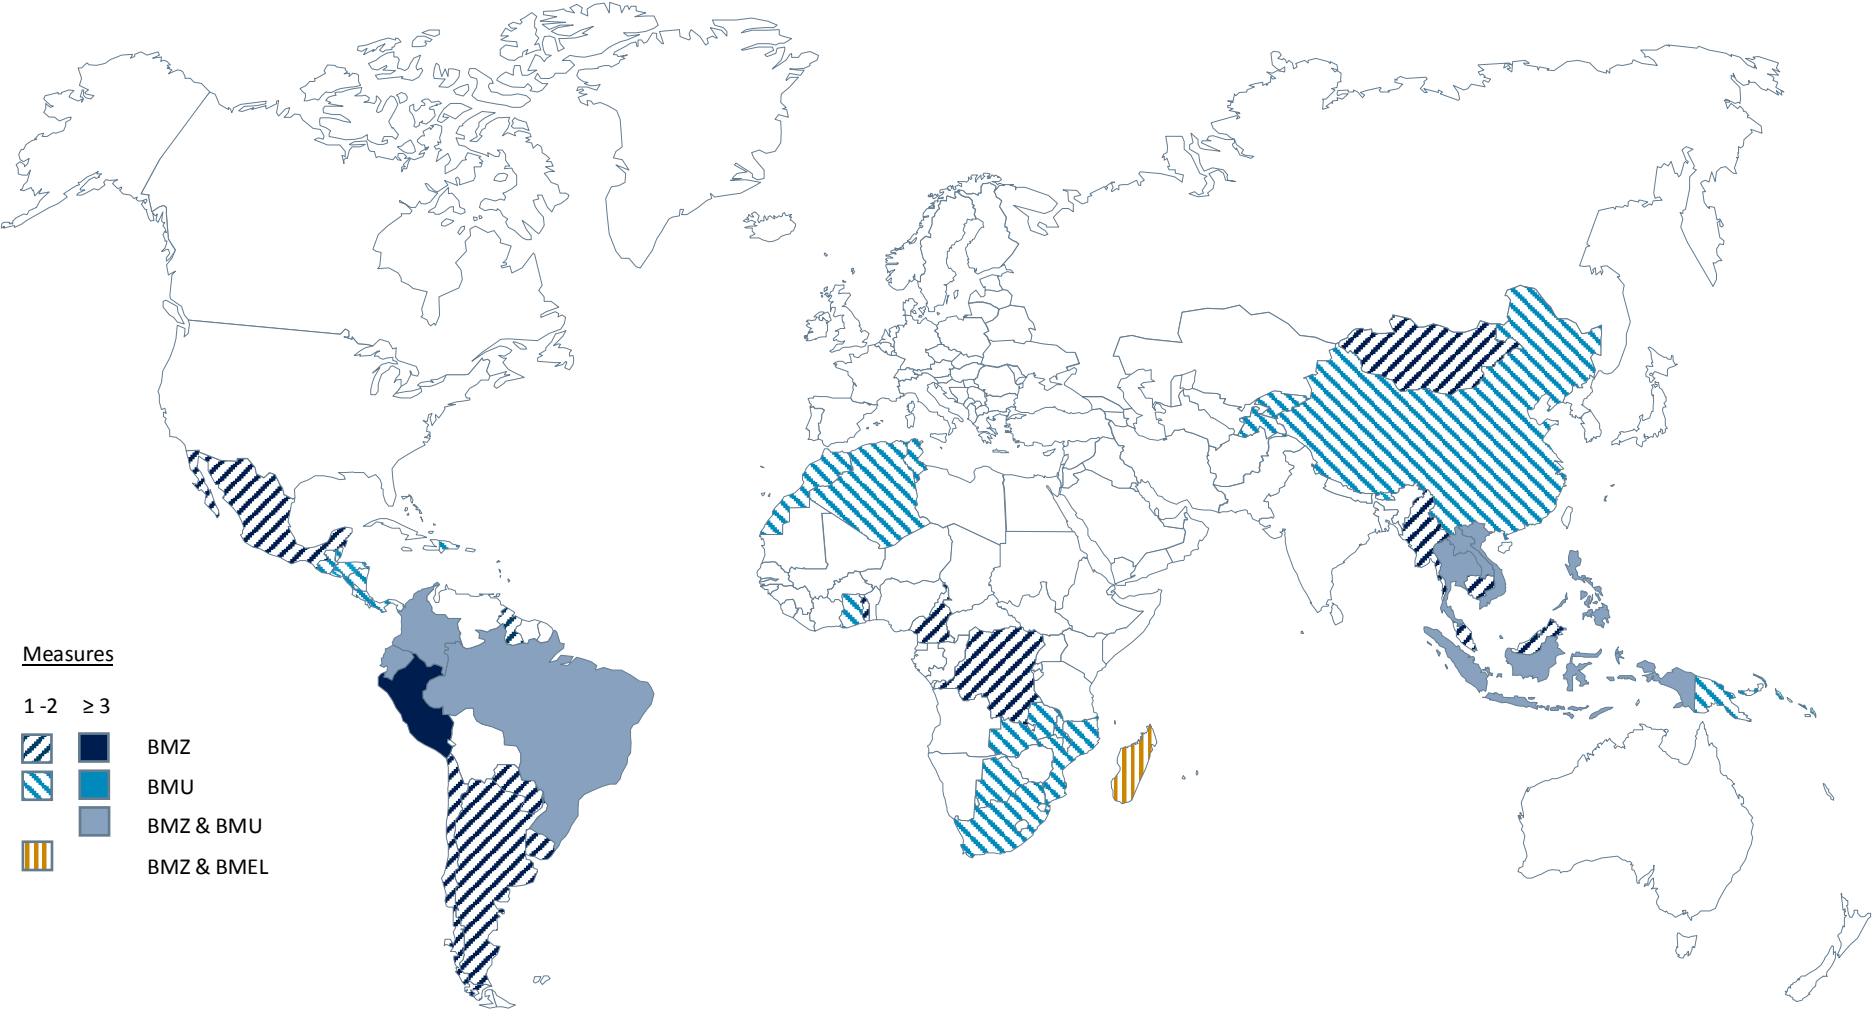 Measures
1 -2 ≥ 3
BMZ
BMU
BMZ & BMU
BMZ & BMEL